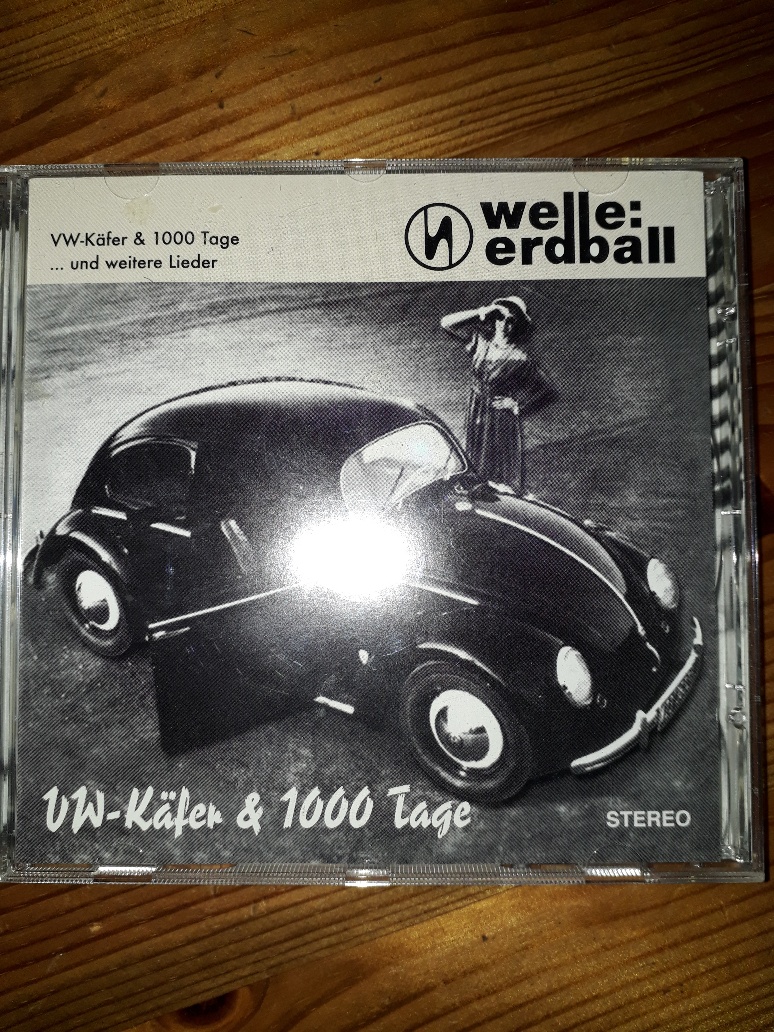 VW-Käfer & 1000 Tage
... und weitere Lieder
welle:
erdball
VW-Käfer & 1000 Tage
STEREO